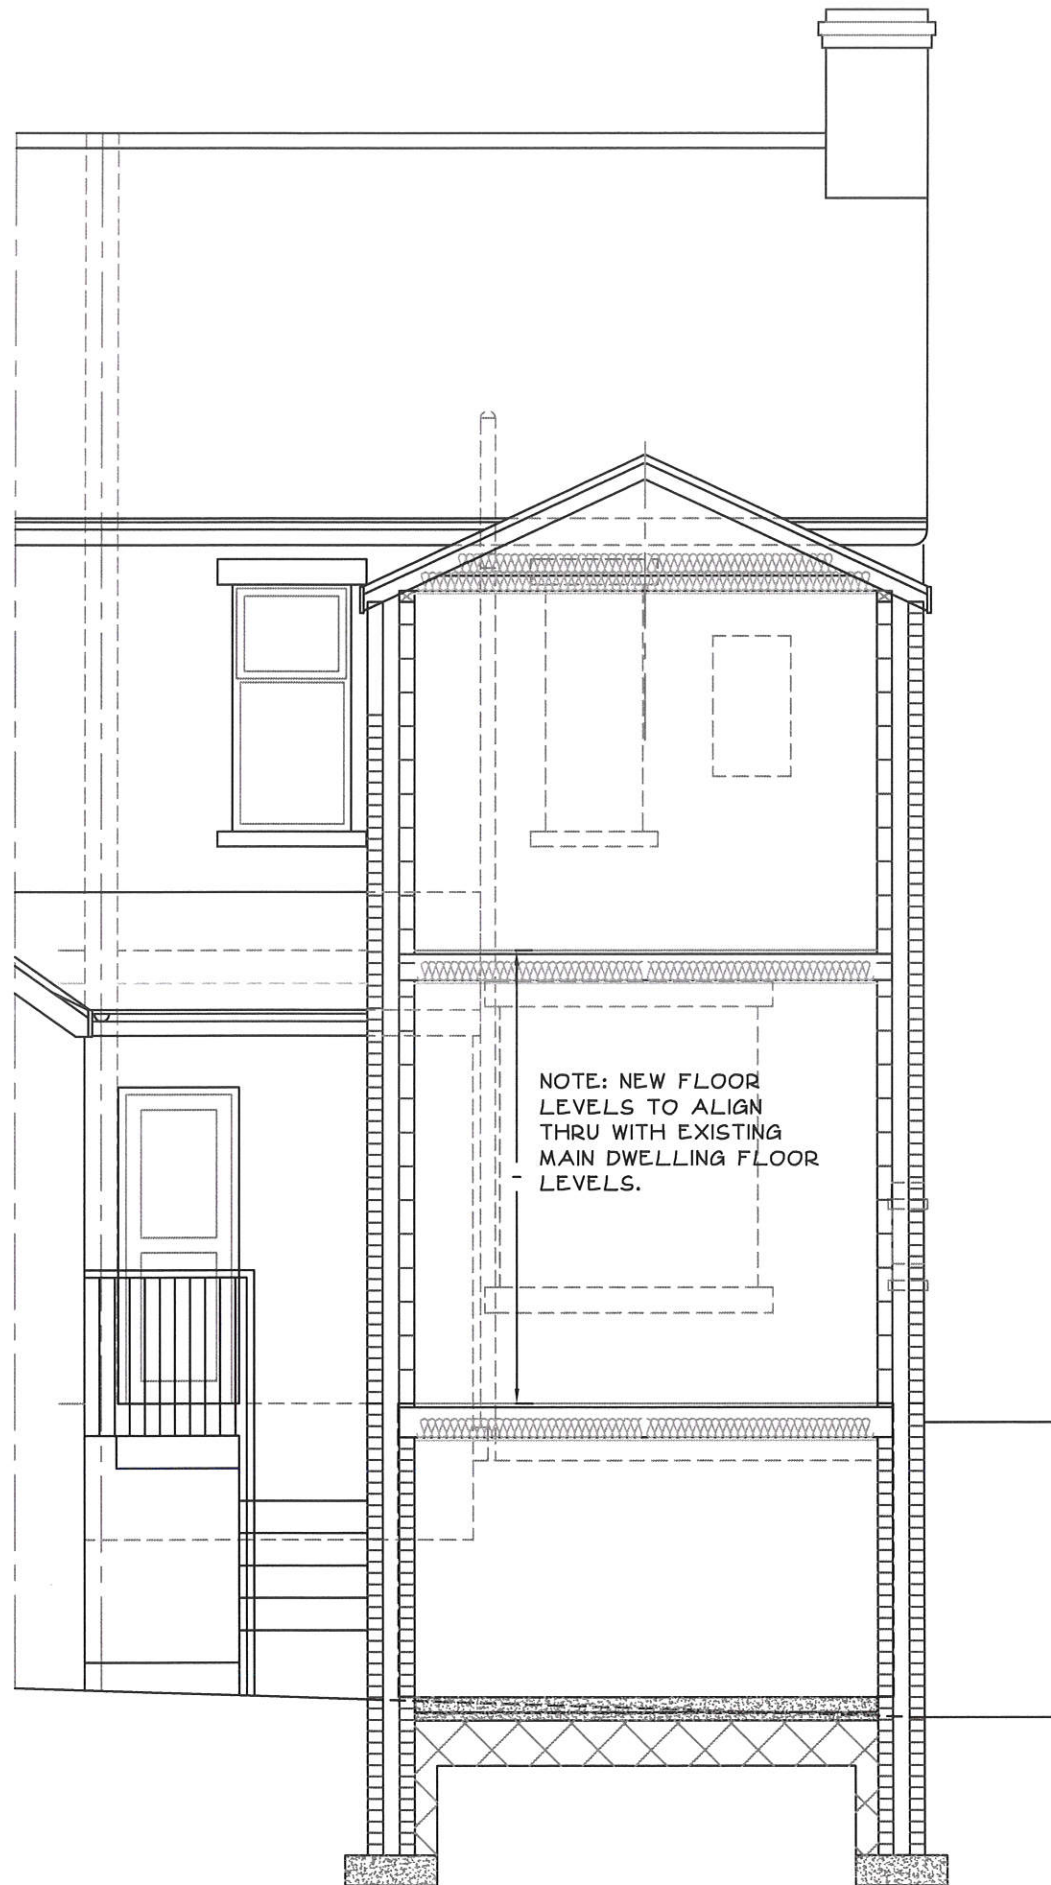 NOTE: NEW FLOOR
LEVELS TO ALIGN
THRU WITH EXISTING
MAIN DWELLING FLOOR
LEVELS.